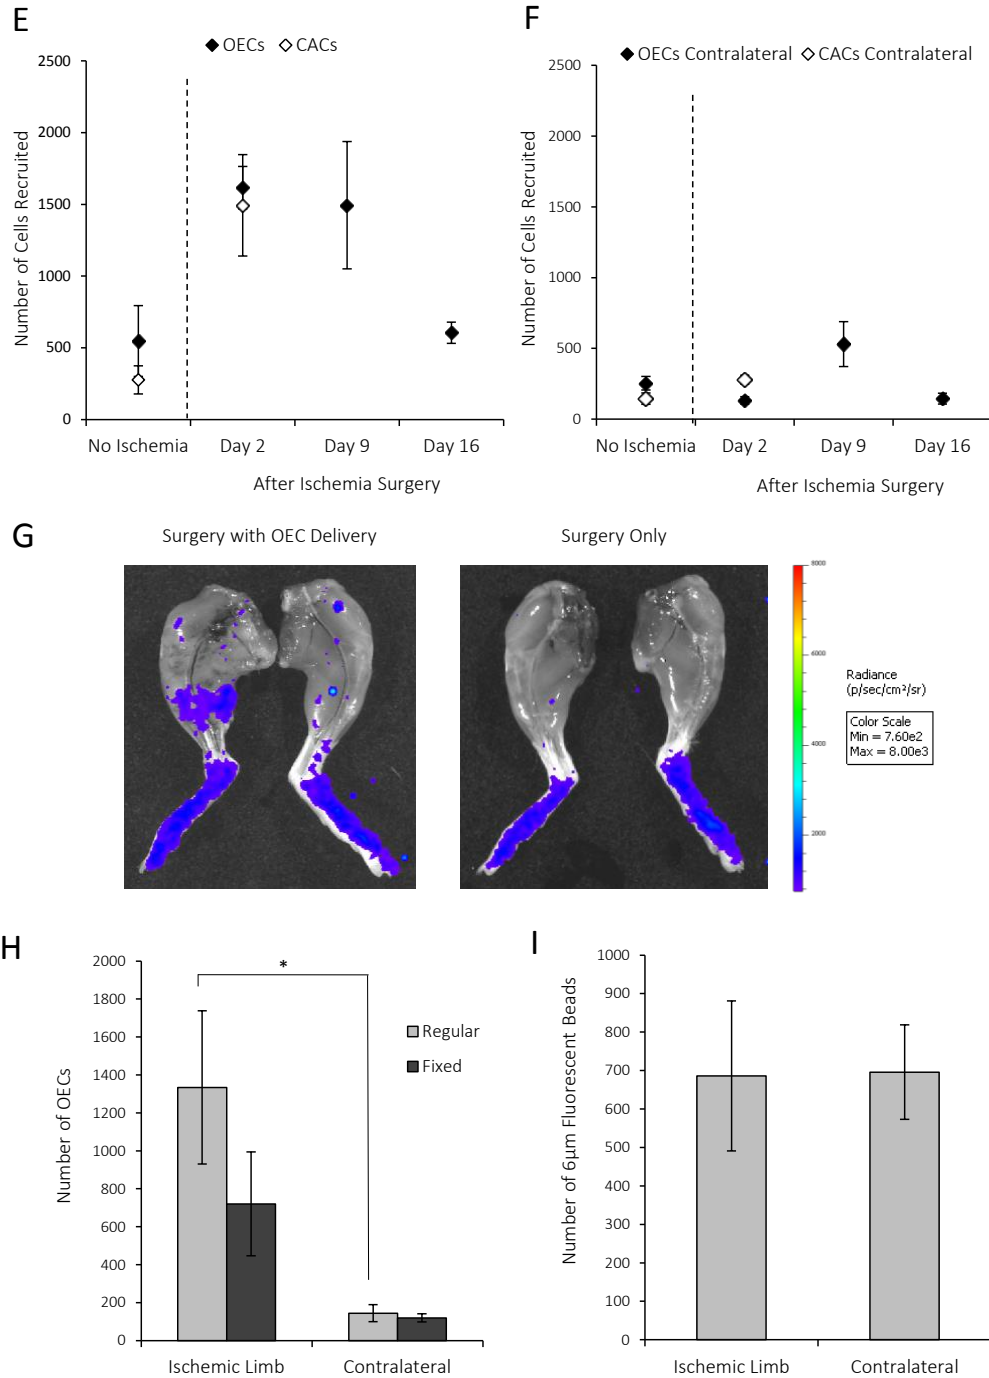 E
◆ OECs ◇ CACs
2500
2000
1500
1000
500
0
Number of Cells Recruited
No Ischemia Day 2 Day 9 Day 16
After Ischemia Surgery
F
◆ OECs Contralateral ◇ CACs Contralateral
2500
2000
1500
1000
500
0
Number of Cells Recruited
No Ischemia Day 2 Day 9 Day 16
After Ischemia Surgery
G
Surgery with OEC Delivery
Surgery Only
8000
6000
4000
2000
Radiance
(p/sec/cm²/sr)
Color Scale
Min = 7.60e2
Max = 8.00e3
H
2000
1800
1600
1400
1200
1000
800
600
400
200
0
Number of OECs
*
Regular
Fixed
Ischemic Limb Contralateral
I
1000
900
800
700
600
500
400
300
200
100
0
Number of 6μm Fluorescent Beads
Ischemic Limb Contralateral